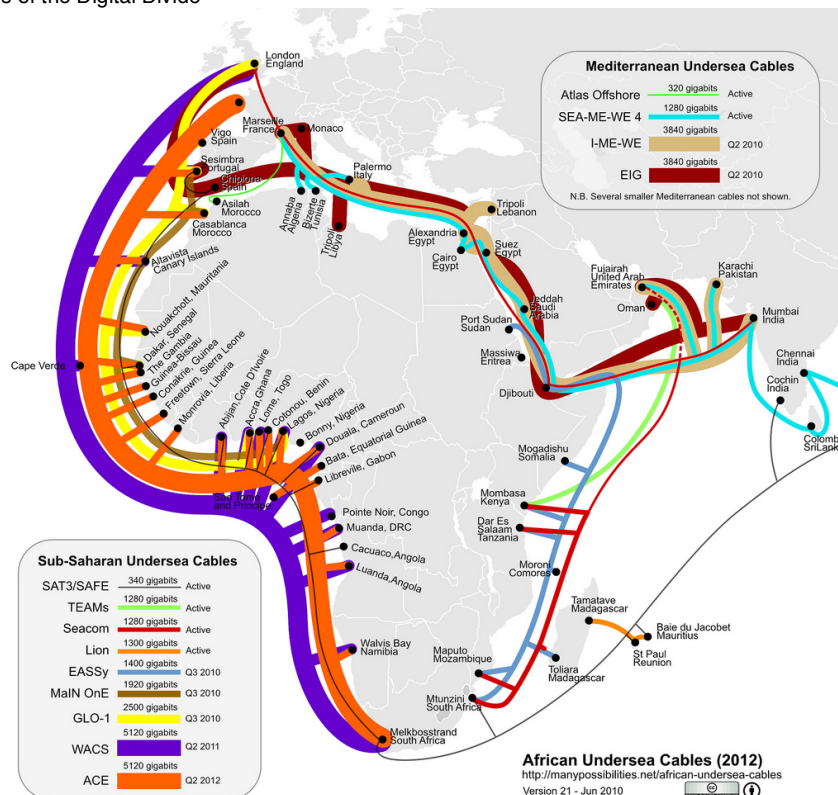 s of the Digital Divide
London
England
Mediterranean Undersea Cables
Atlas Offshore 320 gigabits Active
SEA-ME-WE 4 1280 gigabits Active
I-ME-WE 3840 gigabits Q2 2010
EIG 3840 gigabits Q2 2010
N.B. Several smaller Mediterranean cables not shown.
Marseille
France
Monaco
Vigo
Spain
Sesimbra
Portugal
Chipiona
Spain
Palermo
Italy
Asilah
Morocco
Casablanca
Morocco
Annaba
Algeria
Bizerte
Tunisia
Tripoli
Libya
Tripoli
Lebanon
Alexandria
Egypt
Cairo
Egypt
Suez
Egypt
Altavista
Canary Islands
Fujairah
United Arab
Emirates
Karachi
Pakistan
Oman
Mumbai
India
Jeddah
Saudi
Arabia
Port Sudan
Sudan
Massiwa
Eritrea
Djibouti
Chennai
India
Cochin
India
Colomb
SriLank
Nouakchott, Mauritania
Cape Verde
Dakar, Senegal
The Gambia
Guinea-Bissau
Conakrie, Guinea
Freetown, Sierra Leone
Monrovia, Liberia
Abijan,Cote D'Ivoire
Accra,Ghana
Lome, Togo
Cotonou, Benin
Lagos, Nigeria
Bonny, Nigeria
Douala, Cameroun
Bata, Equatorial Guinea
Libreville, Gabon
Sao Tome
and Principe
Pointe Noir, Congo
Muanda, DRC
Cacuaco,Angola
Luanda,Angola
Walvis Bay
Namibia
Mogadishu
Somalia
Mombasa
Kenya
Dar Es
Salaam
Tanzania
Moroni
Comores
Tamatave
Madagascar
Baie du Jacobet
Mauritius
St Paul
Reunion
Toliara
Madagascar
Maputo
Mozambique
Mtunzini
South Africa
Melkbosstrand
South Africa
Sub-Saharan Undersea Cables
SAT3/SAFE 340 gigabits Active
TEAMs 1280 gigabits Active
Seacom 1280 gigabits Active
Lion 1300 gigabits Active
EASSy 1400 gigabits Q3 2010
MaIN OnE 1920 gigabits Q3 2010
GLO-1 2500 gigabits Q3 2010
WACS 5120 gigabits Q2 2011
ACE 5120 gigabits Q2 2012
African Undersea Cables (2012)
http://manypossibilities.net/african-undersea-cables
Version 21 - Jun 2010
cc